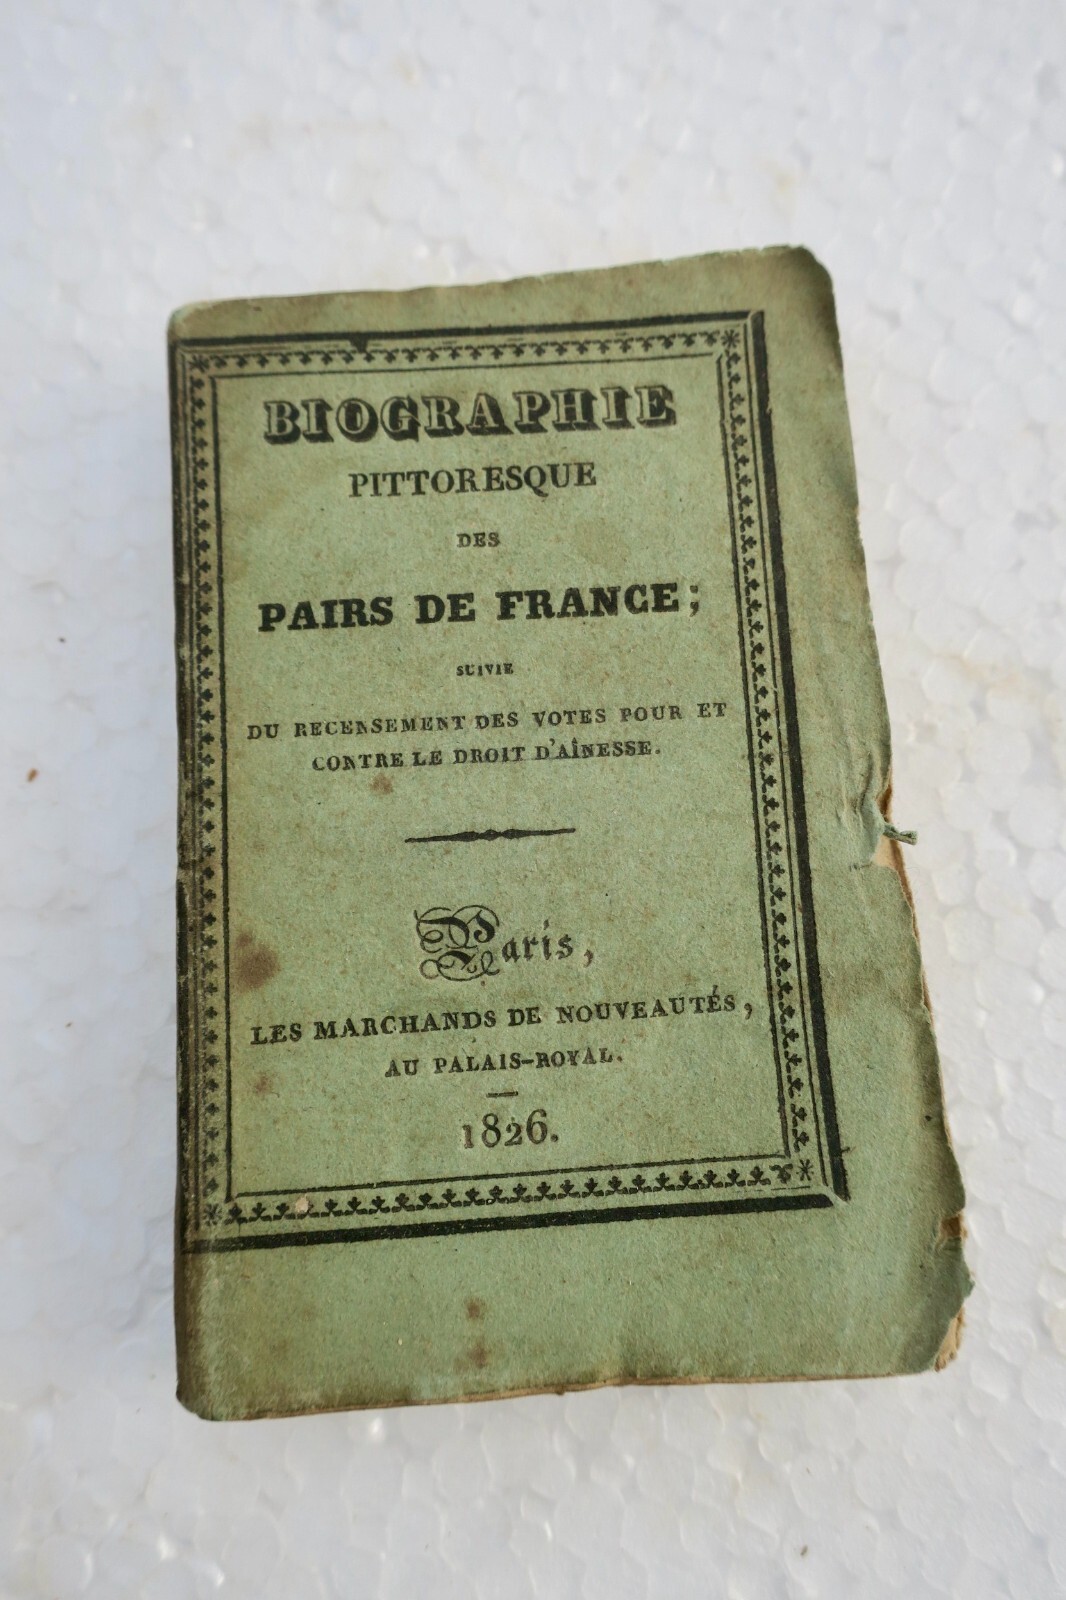 BIOGRAPHIE
PITTORESQUE
DES
PAIRS DE FRANCE;
SUIVIE
DU RECENSEMENT DES VOTES POUR ET
CONTRE LE DROIT D'AÎNESSE.
Paris,
LES MARCHANDS DE NOUVEAUTÉS,
AU PALAIS-ROYAL.
1826.